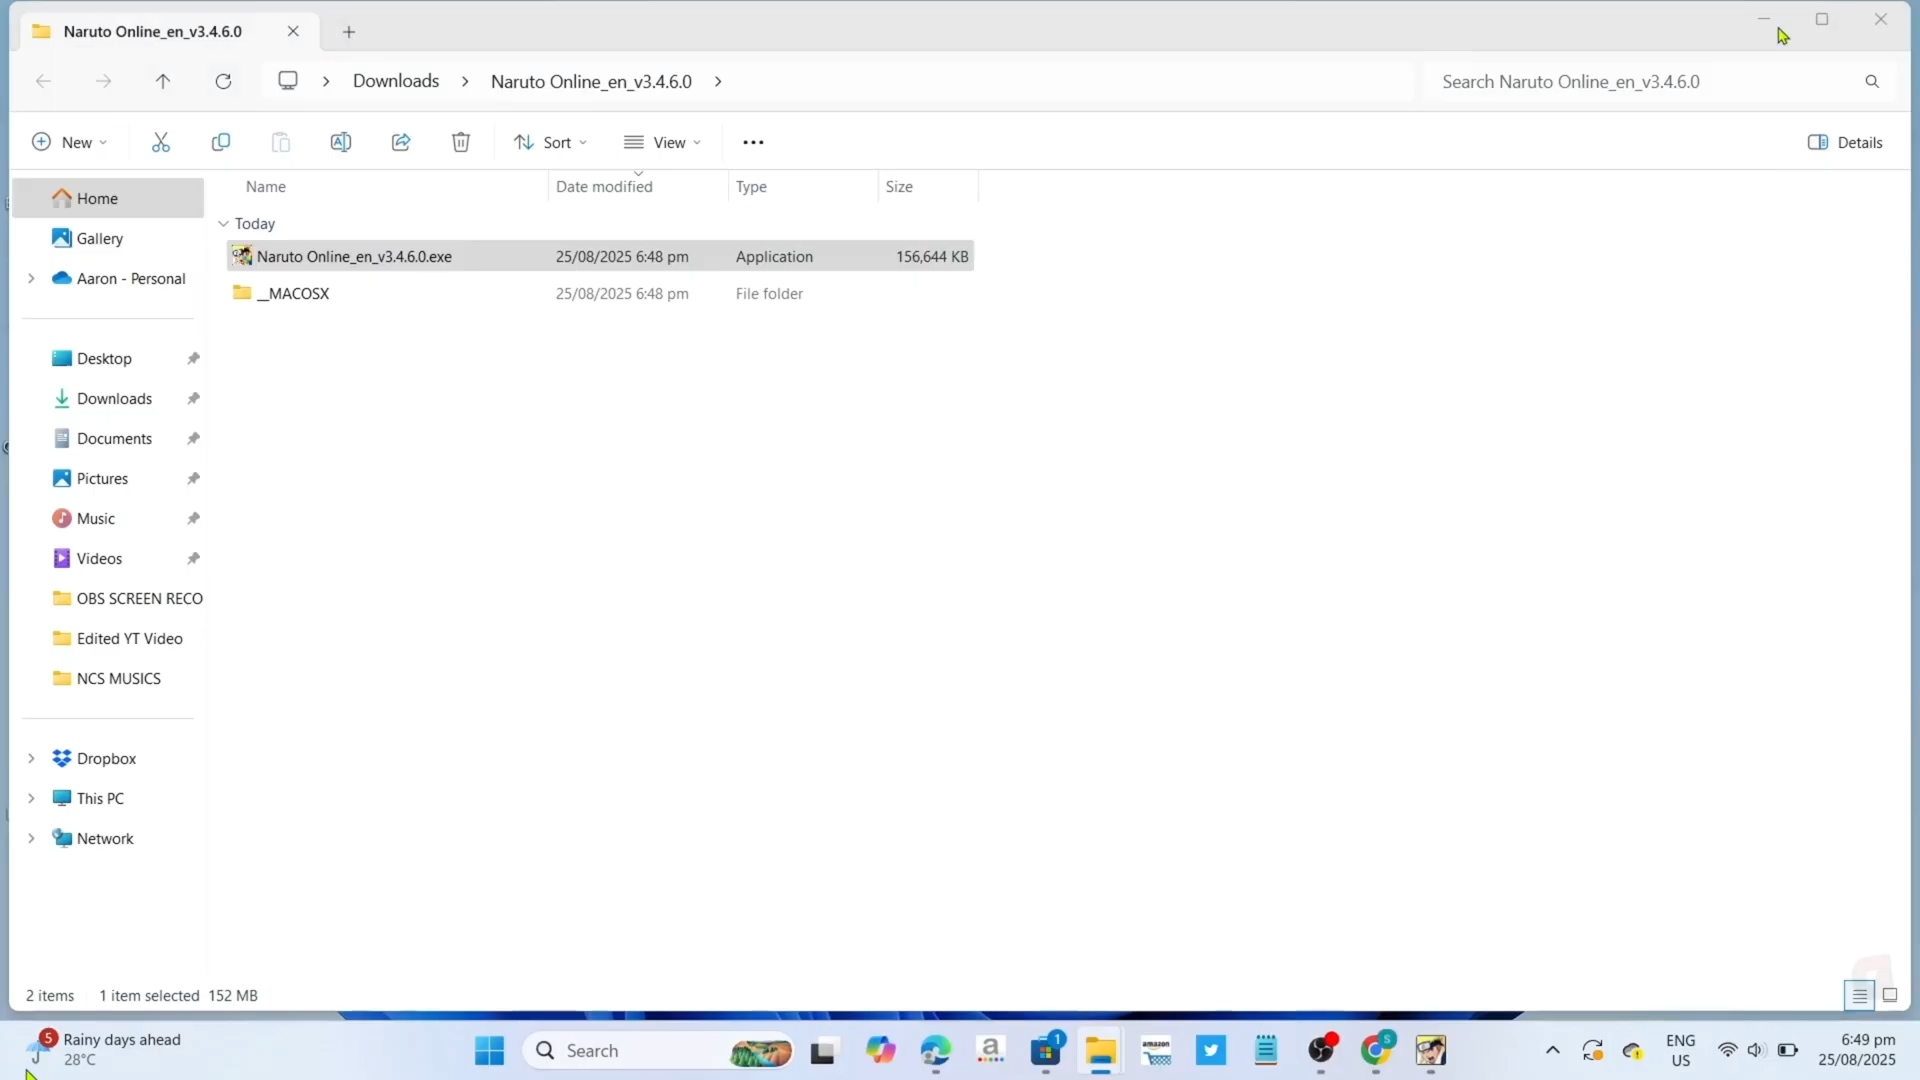 Naruto Online_en_v3.4.6.0
Downloads
Naruto Online_en_v3.4.6.0
Search Naruto Online_en_v3.4.6.0
New
Sort
View
Details
Name
Date modified
Type
Size
Today
Naruto Online_en_v3.4.6.0.exe
25/08/2025 6:48 pm
Application
156,644 KB
__MACOSX
25/08/2025 6:48 pm
File folder
Home
Gallery
Aaron - Personal
Desktop
Downloads
Documents
Pictures
Music
Videos
OBS SCREEN RECO
Edited YT Video
NCS MUSICS
Dropbox
This PC
Network
2 items
1 item selected
152 MB
5
Rainy days ahead
28°C
Search
a
1
amazon
S
ENG
US
6:49 pm
25/08/2025